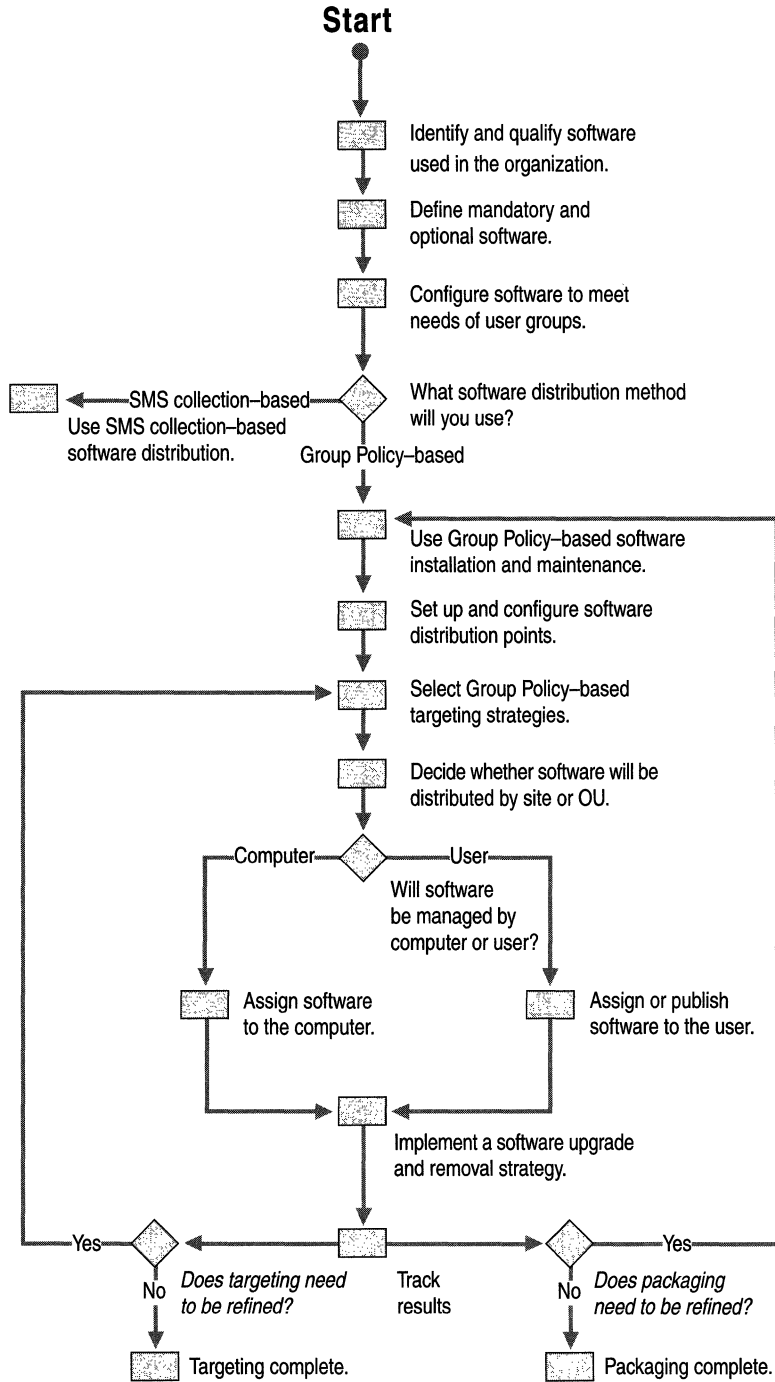 Start
Identify and qualify software
used in the organization.
Define mandatory and
optional software.
Configure software to meet
needs of user groups.
What software distribution method
will you use?
SMS collection–based
Use SMS collection–based
software distribution.
Group Policy–based
Use Group Policy–based software
installation and maintenance.
Set up and configure software
distribution points.
Select Group Policy–based
targeting strategies.
Decide whether software will be
distributed by site or OU.
Computer
User
Will software
be managed by
computer or user?
Assign software
to the computer.
Assign or publish
software to the user.
Implement a software upgrade
and removal strategy.
Yes
No
Does targeting need
to be refined?
Track
results
Yes
No
Does packaging
need to be refined?
Targeting complete.
Packaging complete.